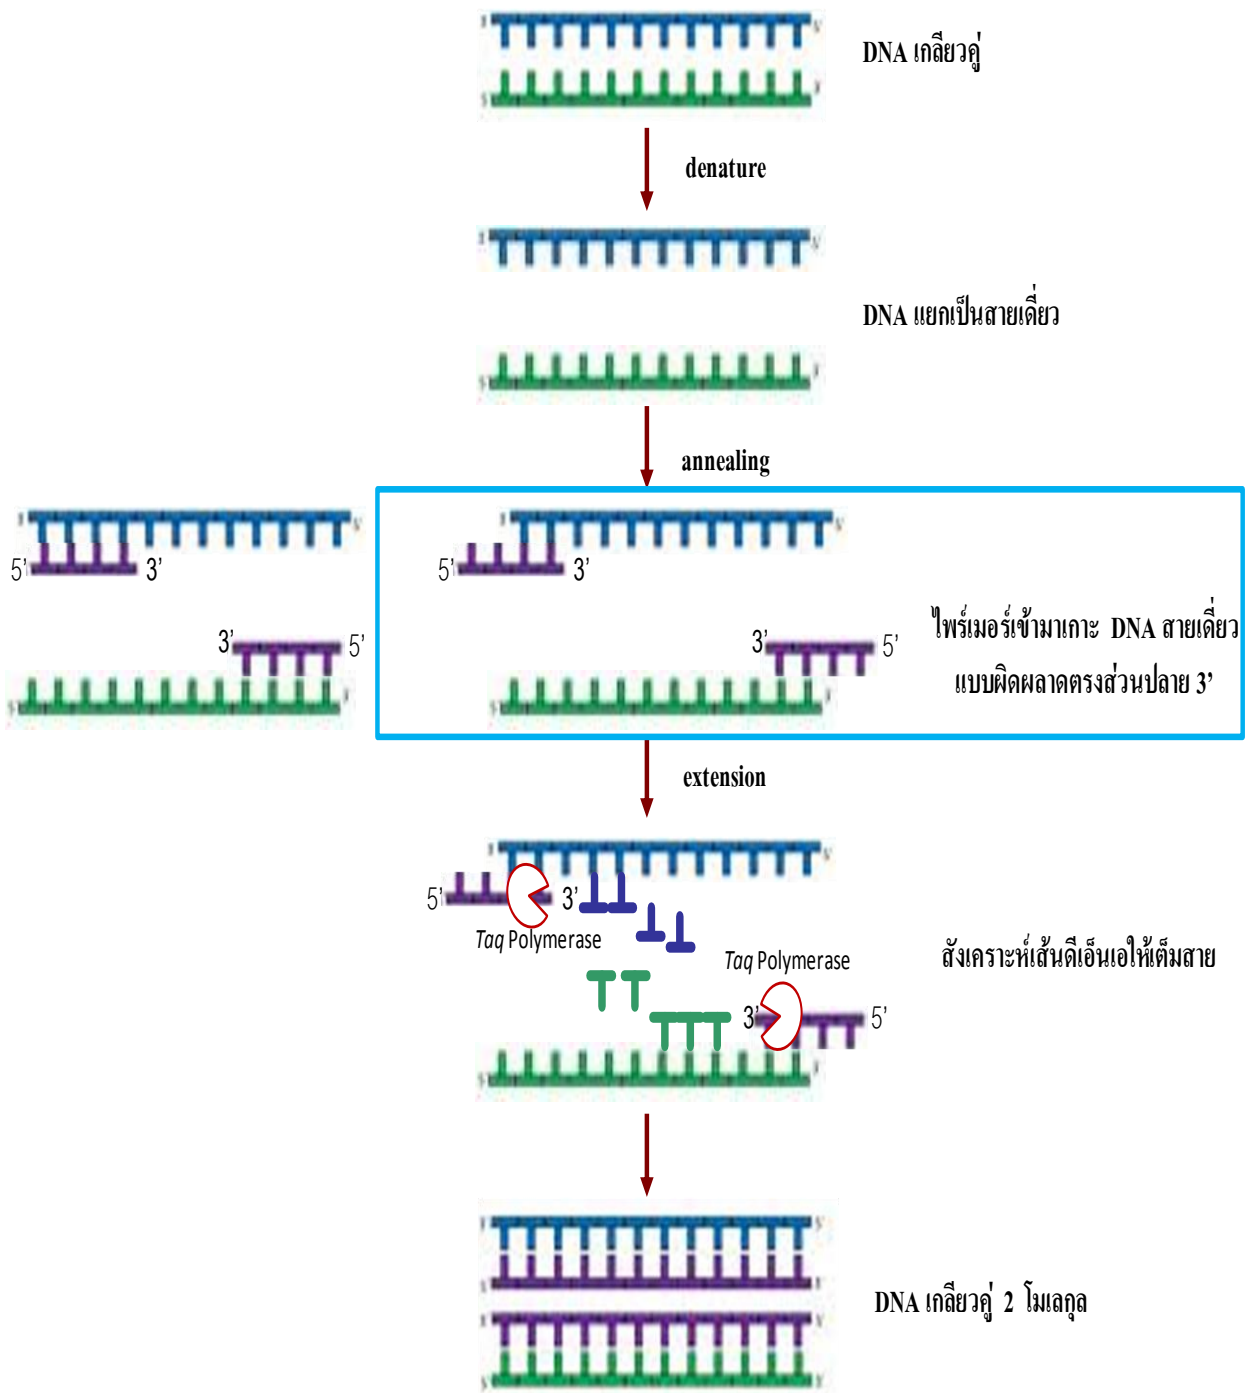 DNA เกลียวคู่
denature
DNA แยกเป็นสายเดี่ยว
annealing
5’ 3’
5’ 3’
3’ 5’
3’ 5’
ไพร์เมอร์เข้ามาเกาะ DNA สายเดี่ยว
แบบผิดผลาดตรงส่วนปลาย 3’
extension
5’ 3’
Taq Polymerase
Taq Polymerase
สังเคราะห์เส้นดีเอ็นเอให้เต็มสาย
3’ 5’
DNA เกลียวคู่ 2 โมเลกุล